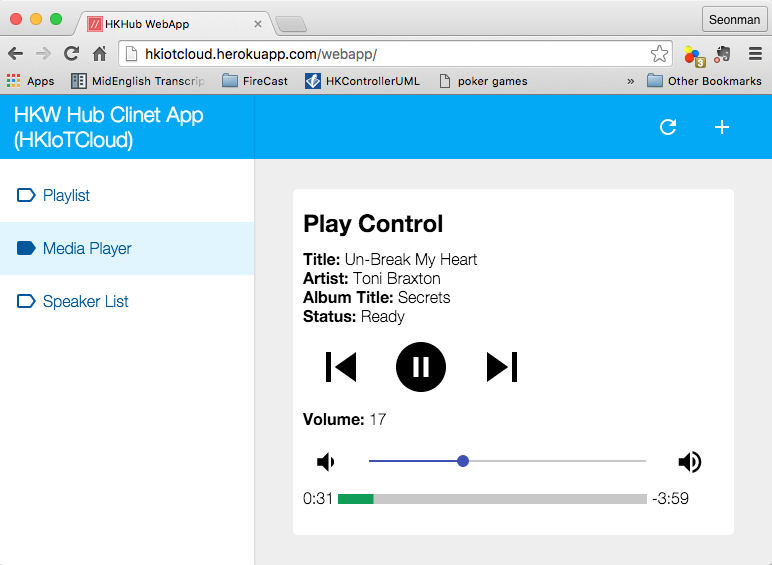 HKHub WebApp
Seonman
hkiotcloud.herokuapp.com/webapp/
3
Apps
MidEnglish Transcrip
FireCast
HKControllerUML
poker games
»
Other Bookmarks
HKW Hub Clinet App
(HKIoTCloud)
Playlist
Media Player
Speaker List
Play Control
Title: Un-Break My Heart
Artist: Toni Braxton
Album Title: Secrets
Status: Ready
Volume: 17
0:31 -3:59